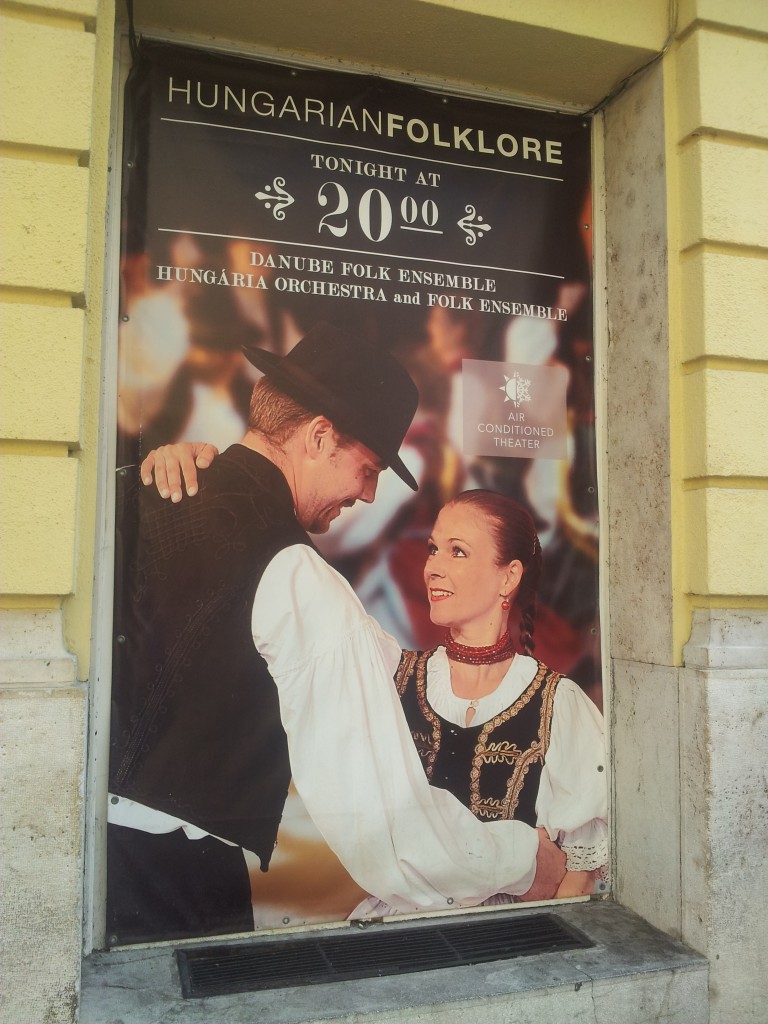 HUNGARIANFOLKLORE
TONIGHT AT
20 00
DANUBE FOLK ENSEMBLE
HUNGÁRIA ORCHESTRA and FOLK ENSEMBLE
AIR
CONDITIONED
THEATER